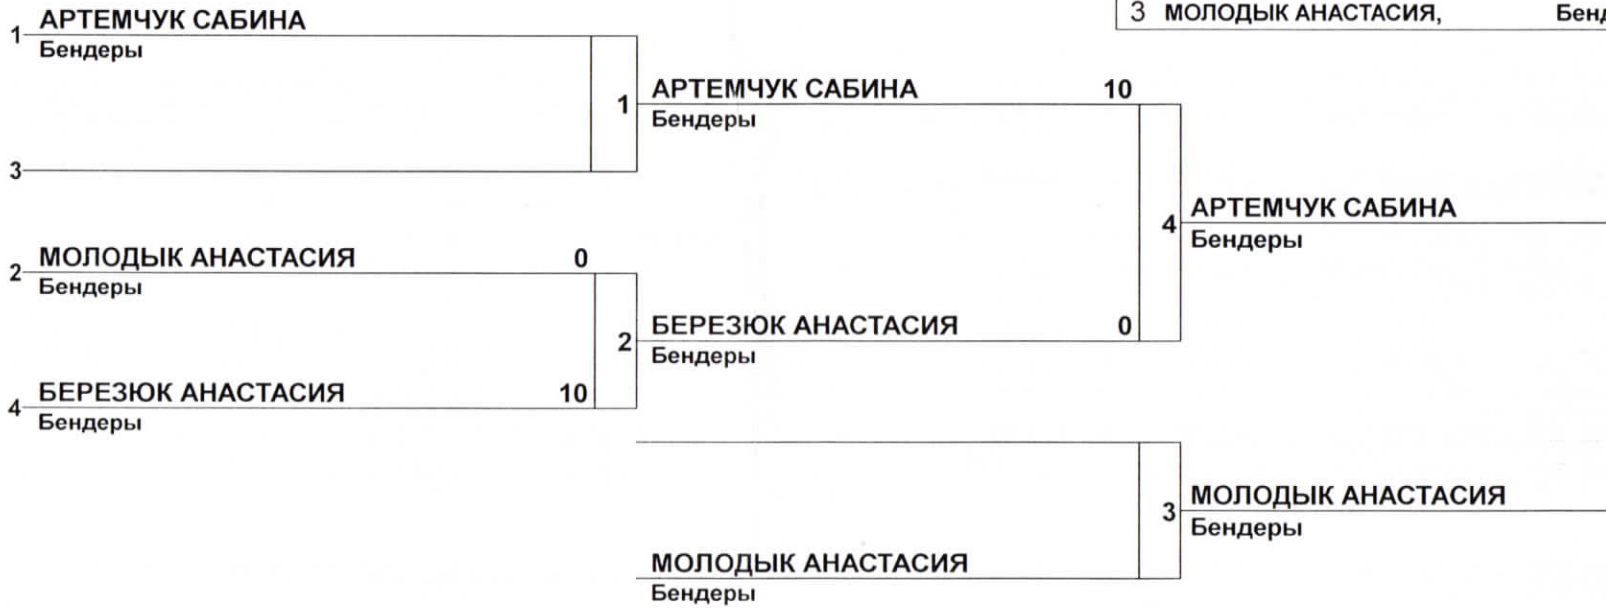 3 МОЛОДЫК АНАСТАСИЯ, Бенд
АРТЕМЧУК САБИНА
1
Бендеры
АРТЕМЧУК САБИНА 10
1
Бендеры
3
АРТЕМЧУК САБИНА
4
Бендеры
МОЛОДЫК АНАСТАСИЯ 0
2
Бендеры
БЕРЕЗЮК АНАСТАСИЯ 0
2
Бендеры
БЕРЕЗЮК АНАСТАСИЯ 10
4
Бендеры
МОЛОДЫК АНАСТАСИЯ
3
Бендеры
МОЛОДЫК АНАСТАСИЯ
Бендеры